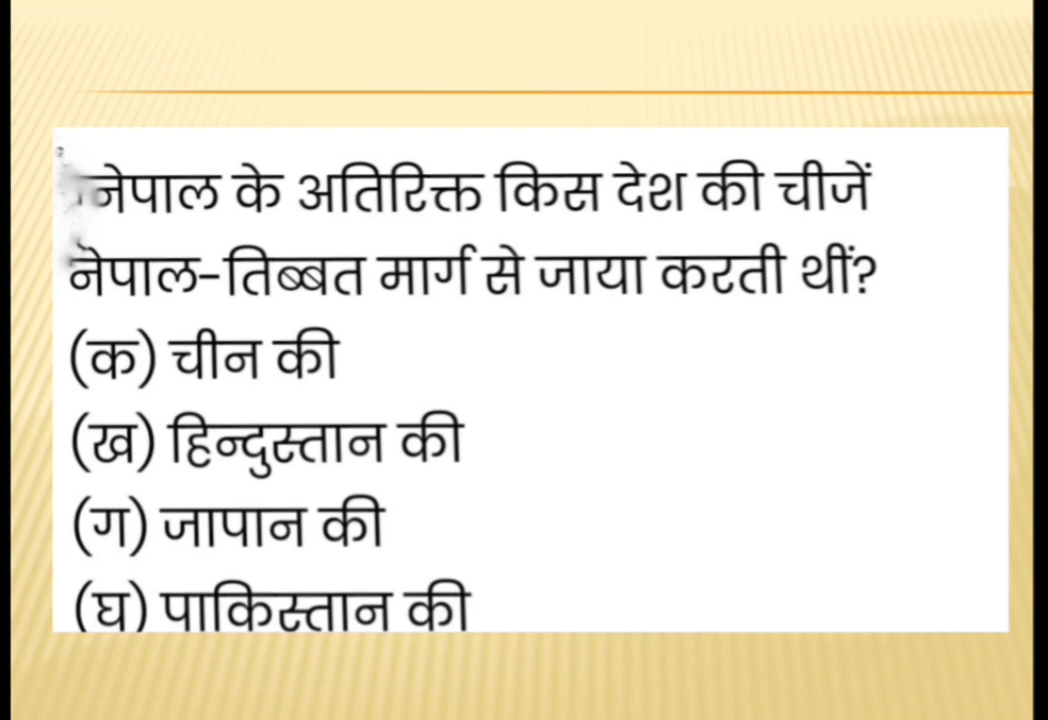 नेपाल के अतिरिक्त किस देश की चीजें
नेपाल-तिब्बत मार्ग से जाया करती थीं?
(क) चीन की
(ख) हिन्दुस्तान की
(ग) जापान की
(घ) पाकिस्तान की